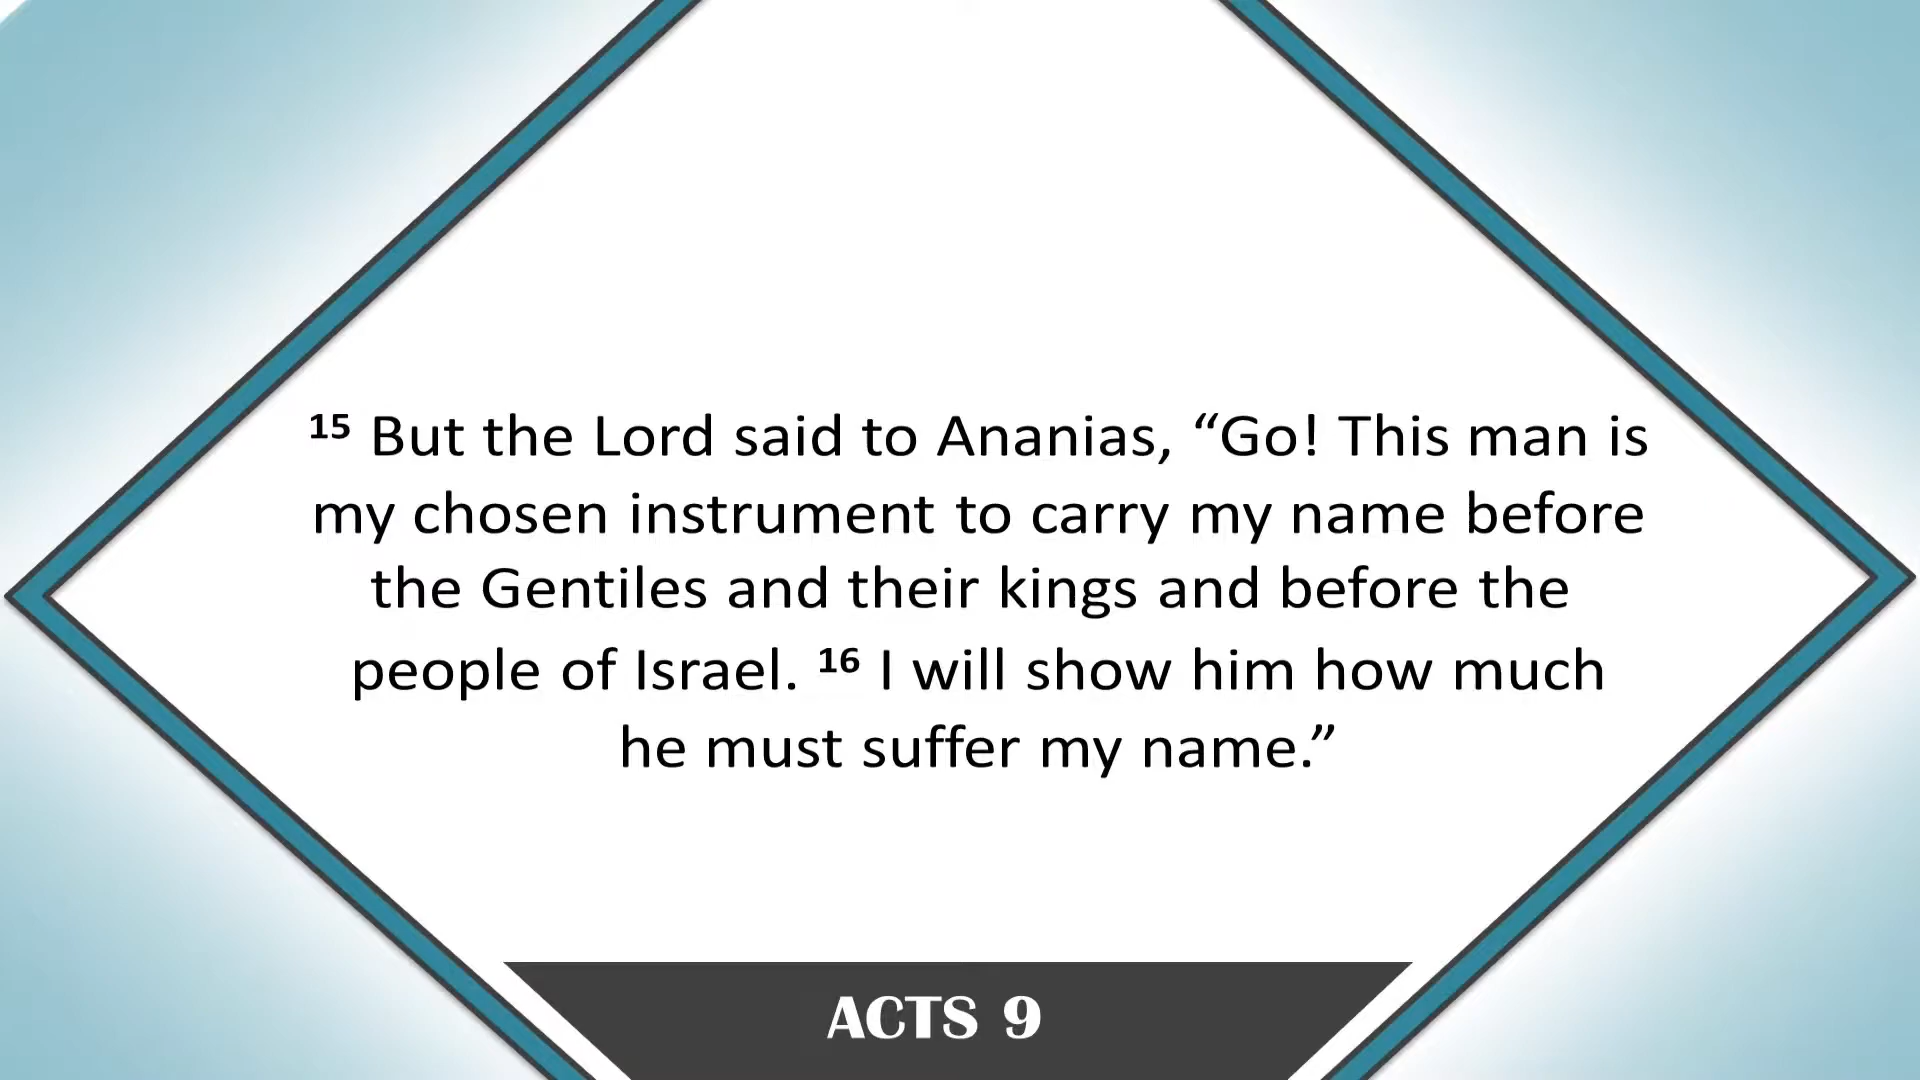 15 But the Lord said to Ananias, “Go! This man is
my chosen instrument to carry my name before
the Gentiles and their kings and before the
people of Israel. 16 I will show him how much
he must suffer my name.”
ACTS 9